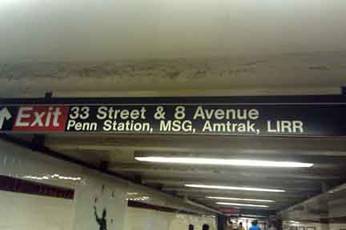 Exit 33 Street & 8 Avenue
Penn Station, MSG, Amtrak, LIRR